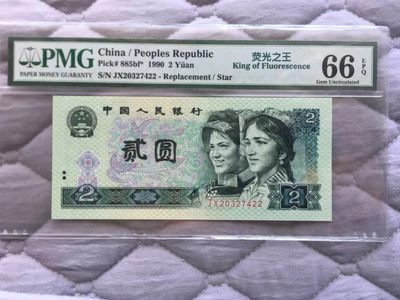 PMG
PAPER MONEY GUARANTY
China / Peoples Republic
Pick# 885bf* 1990 2 Yüan
S/N JX20327422 - Replacement / Star
荧光之王
King of Fluorescence
66 EPQ
Gem Uncirculated
中国人民银行
2
贰圆
2
2
JX20327422